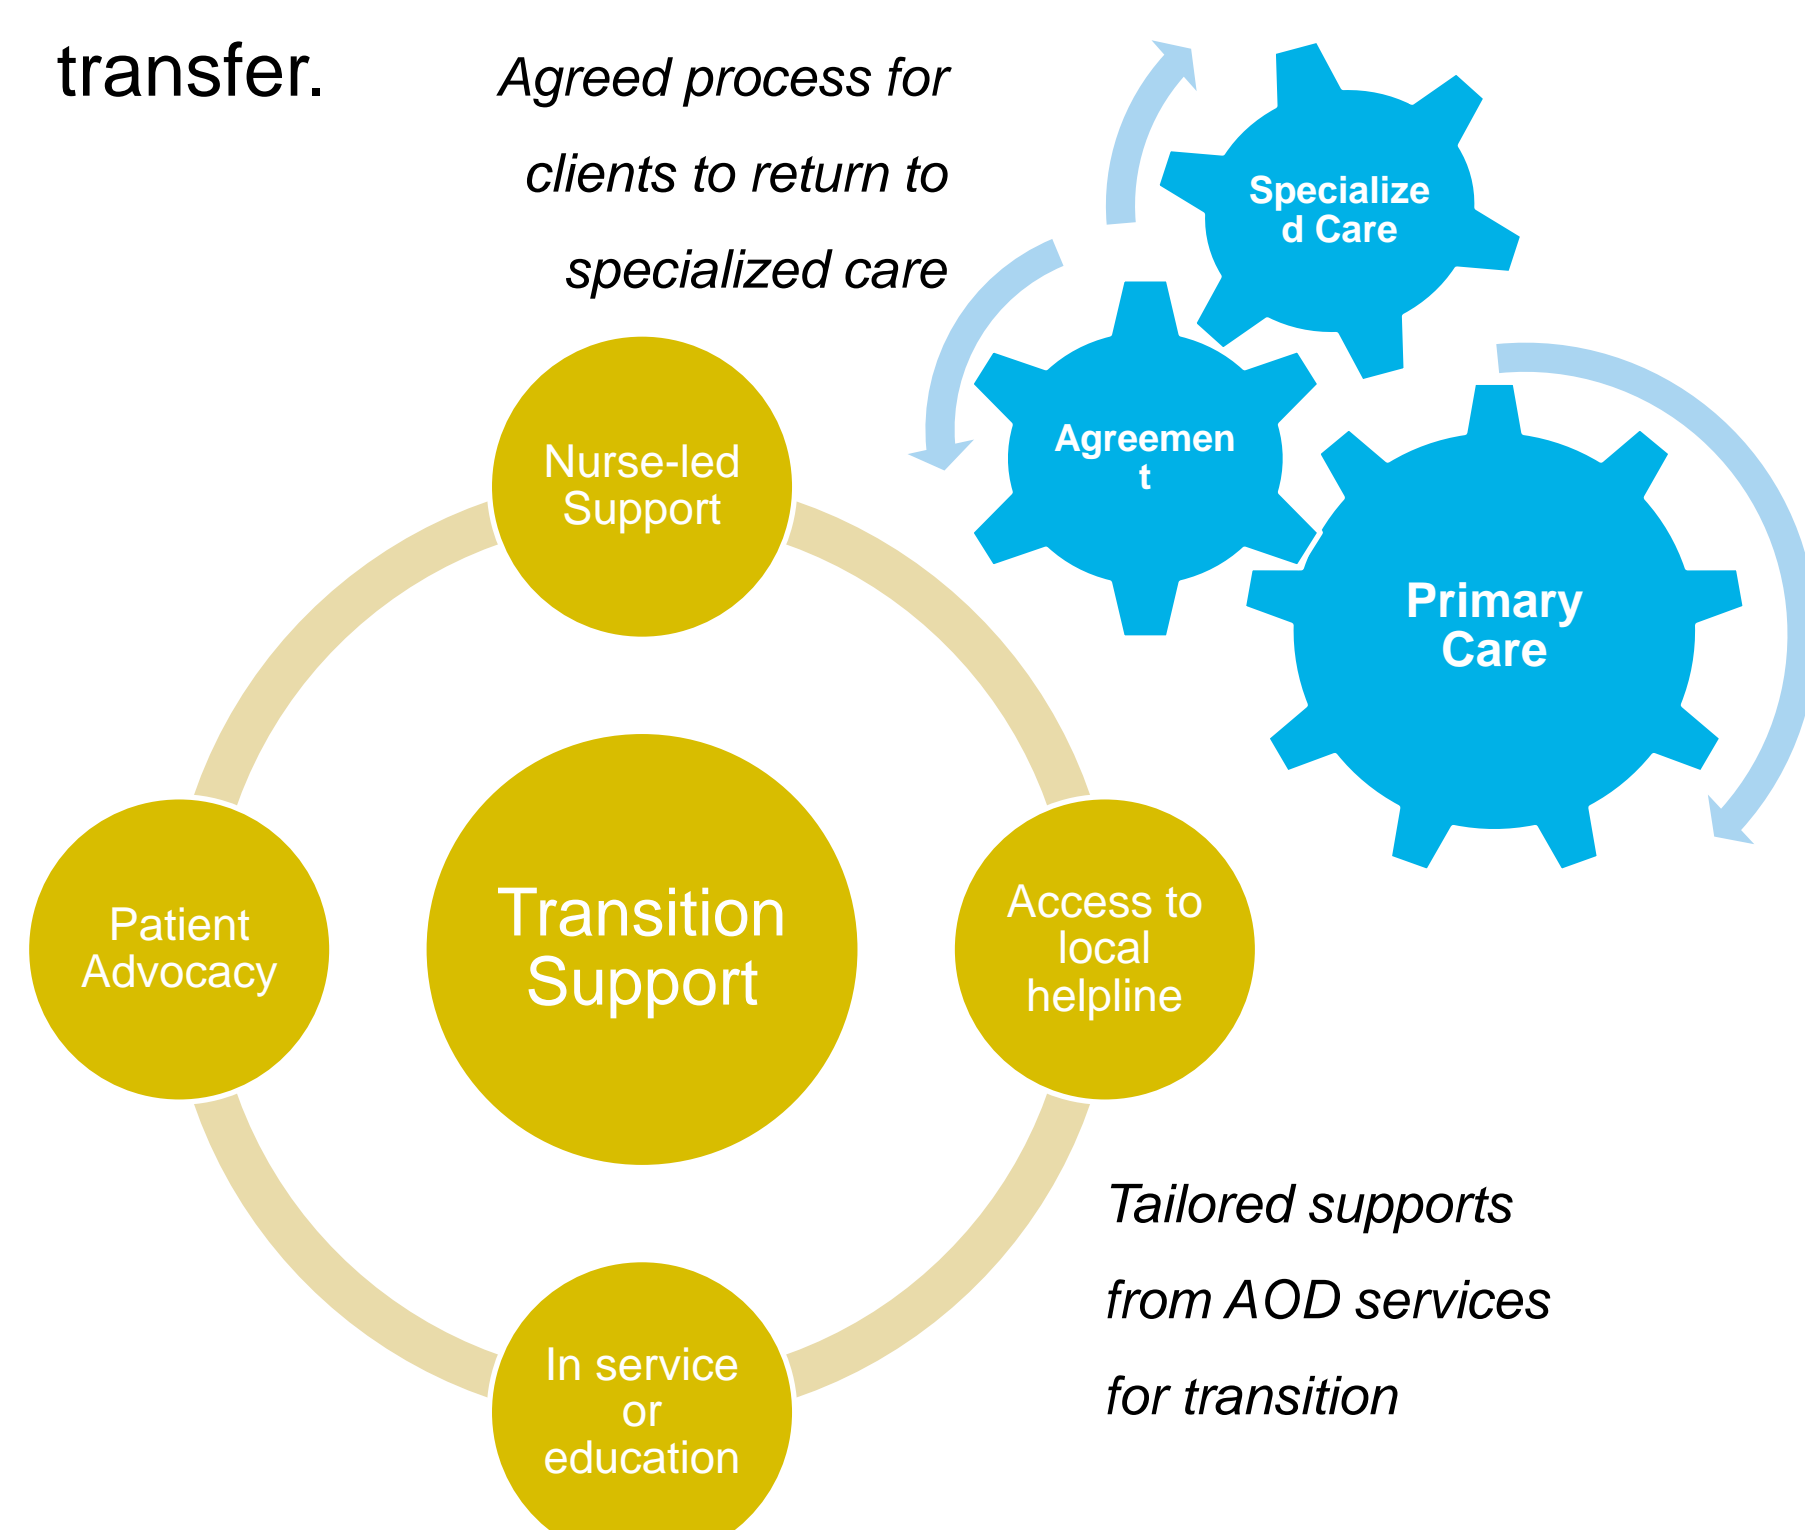 transfer.
Agreed process for
clients to return to
specialized care
Specialize
d Care
Agreemen
t
Primary
Care
Nurse-led
Support
Patient
Advocacy
Transition
Support
Access to
local
helpline
In service
or
education
Tailored supports
from AOD services
for transition